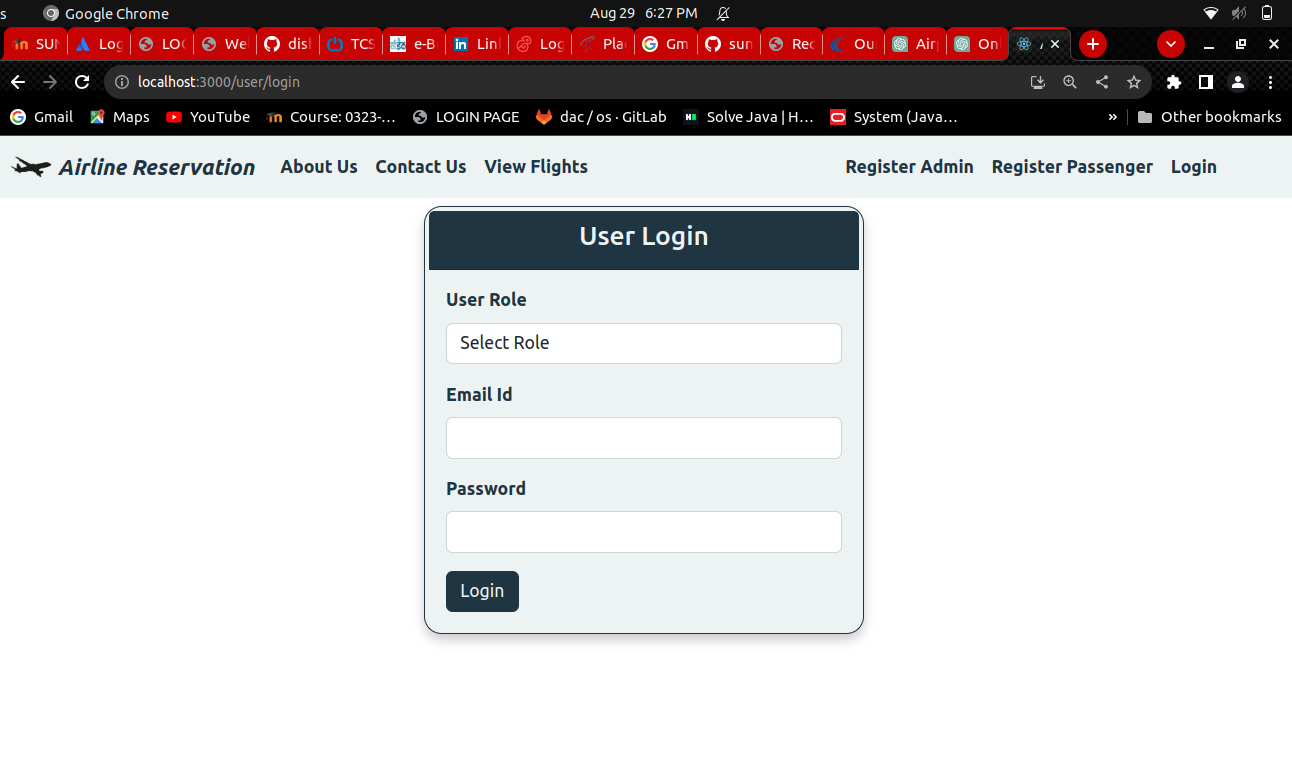 s Google Chrome Aug 29 6:27 PM
SUN Log LOG We dis TCS e-B Lin Log Plac Gm sun Rec Ou Air On
localhost:3000/user/login
Gmail Maps YouTube Course: 0323-... LOGIN PAGE dac / os · GitLab Solve Java | H... System (Java... » Other bookmarks
Airline Reservation About Us Contact Us View Flights Register Admin Register Passenger Login
User Login
User Role
Select Role
Email Id
Password
Login